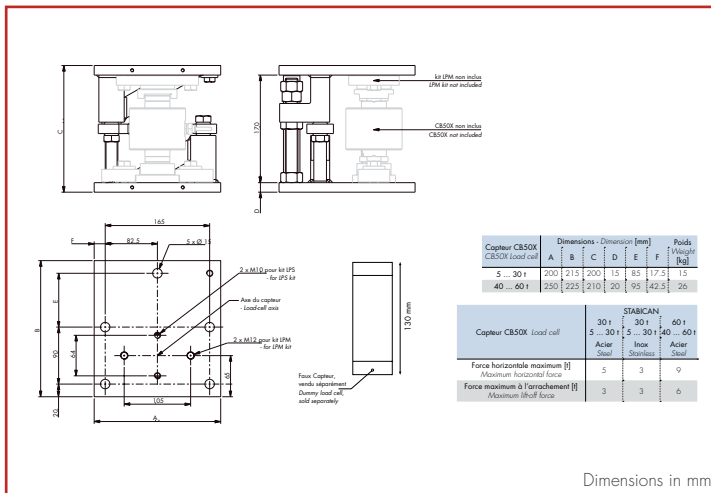 kit LPM non inclus
LPM kit not included
CB50X non inclus
CB50X not included
C
170
D
165
F
82.5
5 x Ø 15
2 x M10 pour kit LPS
- for LPS kit
Axe du capteur
- Load-cell axis
2 x M12 pour kit LPM
- for LPM kit
B
E
90
64
20
65
105
A
130 mm
Faux Capteur,
vendu séparément
Dummy load cell,
sold separately
Capteur CB50X Dimensions - Dimension [mm] Poids
CB50X Load cell A B C D E F Weight [kg]
5 ... 30 t 200 215 200 15 85 17.5 15
40 ... 60 t 250 225 210 20 95 42.5 26
STABICAN
Capteur CB50X Load cell
30 t 30 t 60 t
5 ... 30 t 5 ... 30 t 40 ... 60 t
Acier Inox Acier
Steel Stainless Steel
Force horizontale maximum [t] 5 3 9
Maximum horizontal force
Force maximum à l'arrachement [t] 3 3 6
Maximum lift-off force
Dimensions in mm